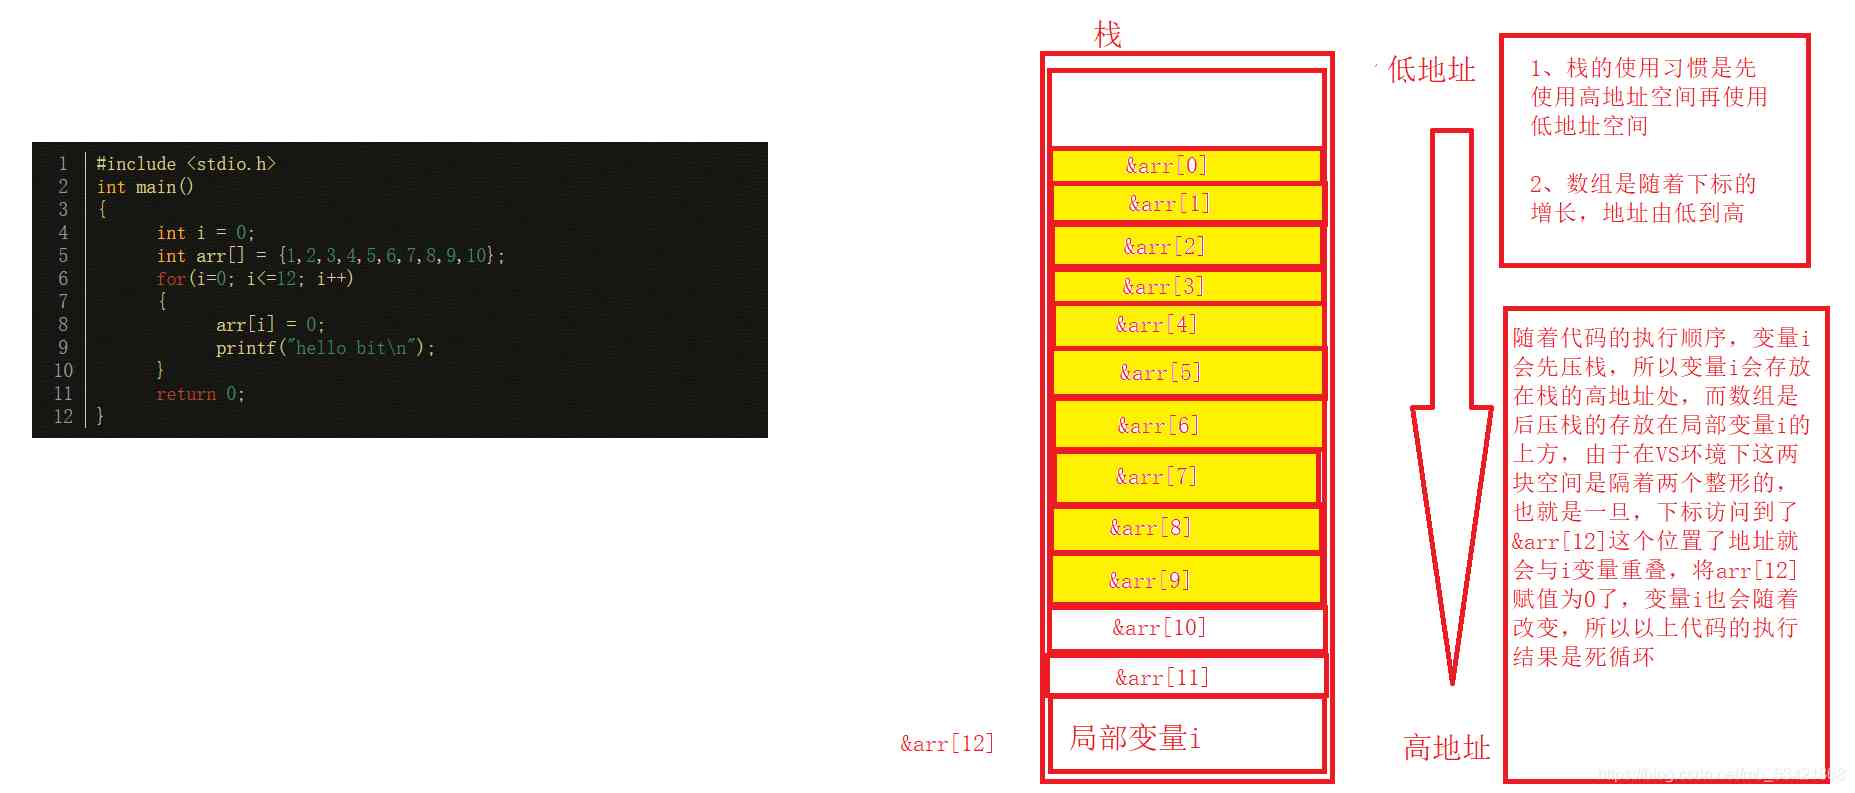 1 #include <stdio.h>
2 int main()
3 {
4 int i = 0;
5 int arr[] = {1,2,3,4,5,6,7,8,9,10};
6 for(i=0; i<=12; i++)
7 {
8 arr[i] = 0;
9 printf("hello bit\n");
10 }
11 return 0;
12 }
栈
&arr[0]
&arr[1]
&arr[2]
&arr[3]
&arr[4]
&arr[5]
&arr[6]
&arr[7]
&arr[8]
&arr[9]
&arr[10]
&arr[11]
&arr[12]
局部变量i
低地址
高地址
1、栈的使用习惯是先
使用高地址空间再使用
低地址空间
2、数组是随着下标的
增长，地址由低到高
随着代码的执行顺序，变量i
会先压栈，所以变量i会存放
在栈的高地址处，而数组是
后压栈的存放在局部变量i的
上方，由于在VS环境下这两
块空间是隔着两个整形的，
也就是一旦，下标访问到了
&arr[12]这个位置了地址就
会与i变量重叠，将arr[12]
赋值为0了，变量i也会随着
改变，所以以上代码的执行
结果是死循环